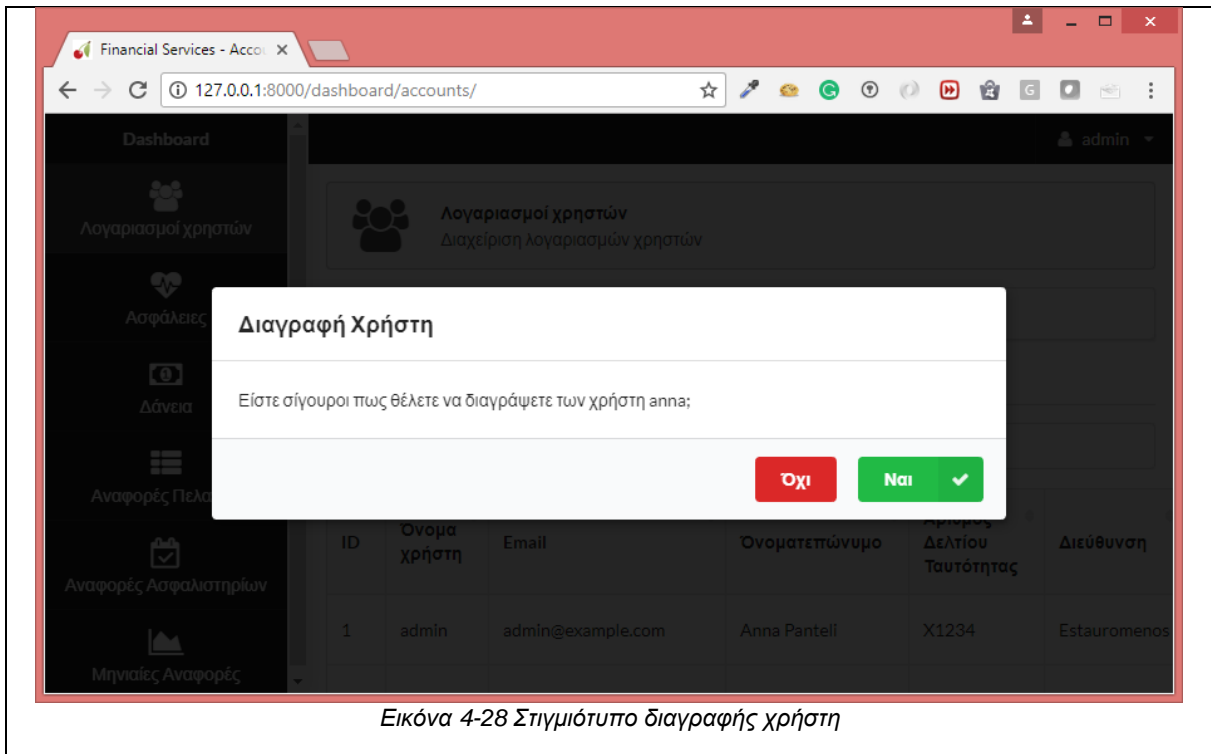 Financial Services - Accou
127.0.0.1:8000/dashboard/accounts/
Dashboard
admin
Λογαριασμοί χρηστών
Λογαριασμοί χρηστών
Διαχείριση λογαριασμών χρηστών
Ασφάλειες
Διαγραφή Χρήστη
Δάνεια
Είστε σίγουροι πως θέλετε να διαγράψετε των χρήστη anna;
Όχι
Ναι
Αναφορές Πελα
ID
Όνομα χρήστη
Email
Όνοματεπώνυμο
Αριθμός Δελτίου Ταυτότητας
Διεύθυνση
Αναφορές Ασφαλιστηρίων
1 admin admin@example.com Anna Panteli X1234 Estauromenos
Μηνιαίες Αναφορές
Εικόνα 4-28 Στιγμιότυπο διαγραφής χρήστη